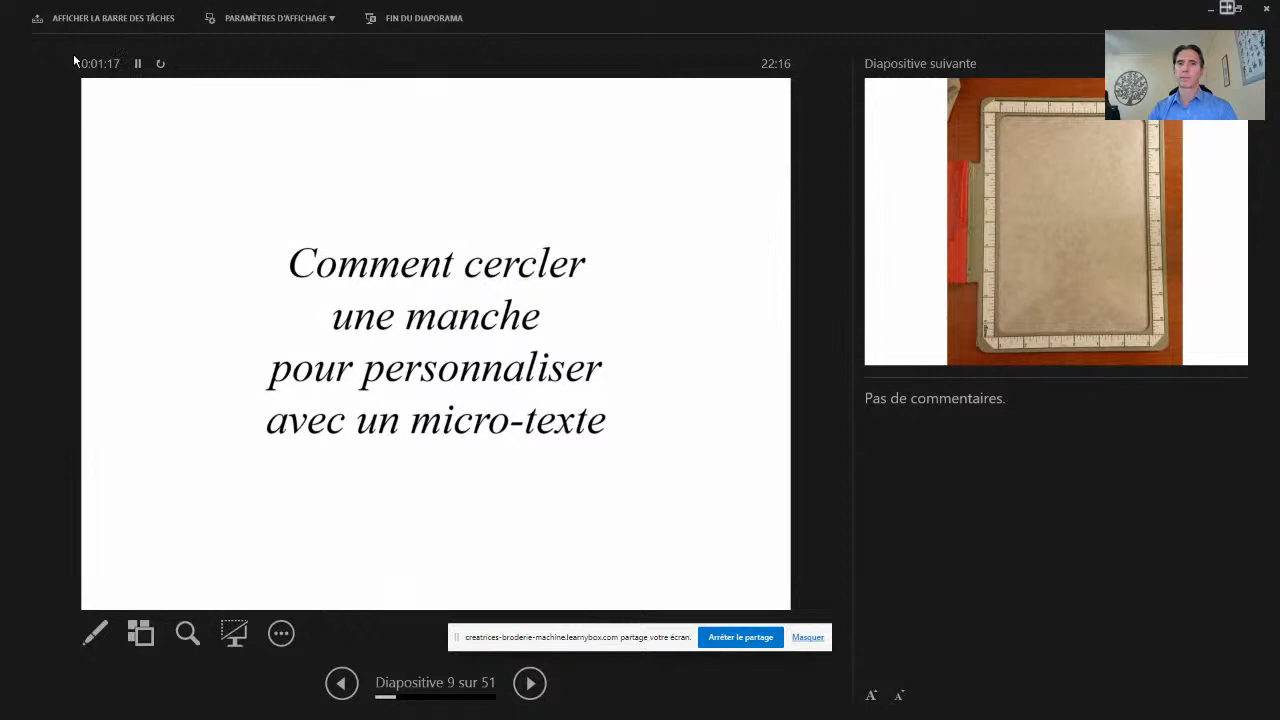 AFFICHER LA BARRE DES TÂCHES
PARAMÈTRES D'AFFICHAGE ▼
FIN DU DIAPORAMA
0:01:17
22:16
Diapositive suivante
Comment cercler
une manche
pour personnaliser
avec un micro-texte
Pas de commentaires.
creatrices-broderie-machine.learnybox.com partage votre écran.
Arrêter le partage
Masquer
Diapositive 9 sur 51
A
A